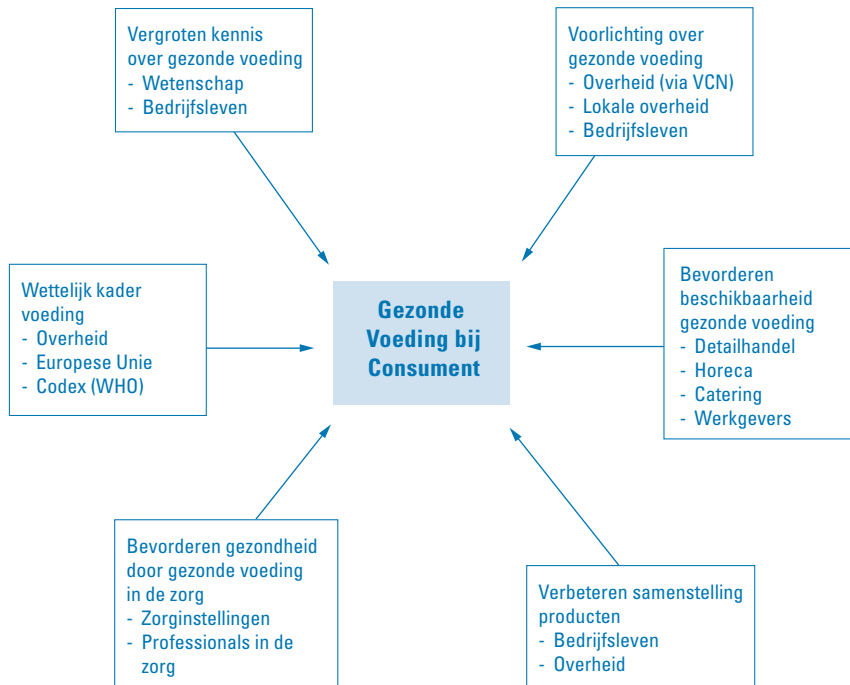 Vergroten kennis
over gezonde voeding
- Wetenschap
- Bedrijfsleven
Voorlichting over
gezonde voeding
- Overheid (via VCN)
- Lokale overheid
- Bedrijfsleven
Wettelijk kader
voeding
- Overheid
- Europese Unie
- Codex (WHO)
Gezonde
Voeding bij
Consument
Bevorderen
beschikbaarheid
gezonde voeding
- Detailhandel
- Horeca
- Catering
- Werkgevers
Bevorderen gezondheid
door gezonde voeding
in de zorg
- Zorginstellingen
- Professionals in de
zorg
Verbeteren samenstelling
producten
- Bedrijfsleven
- Overheid